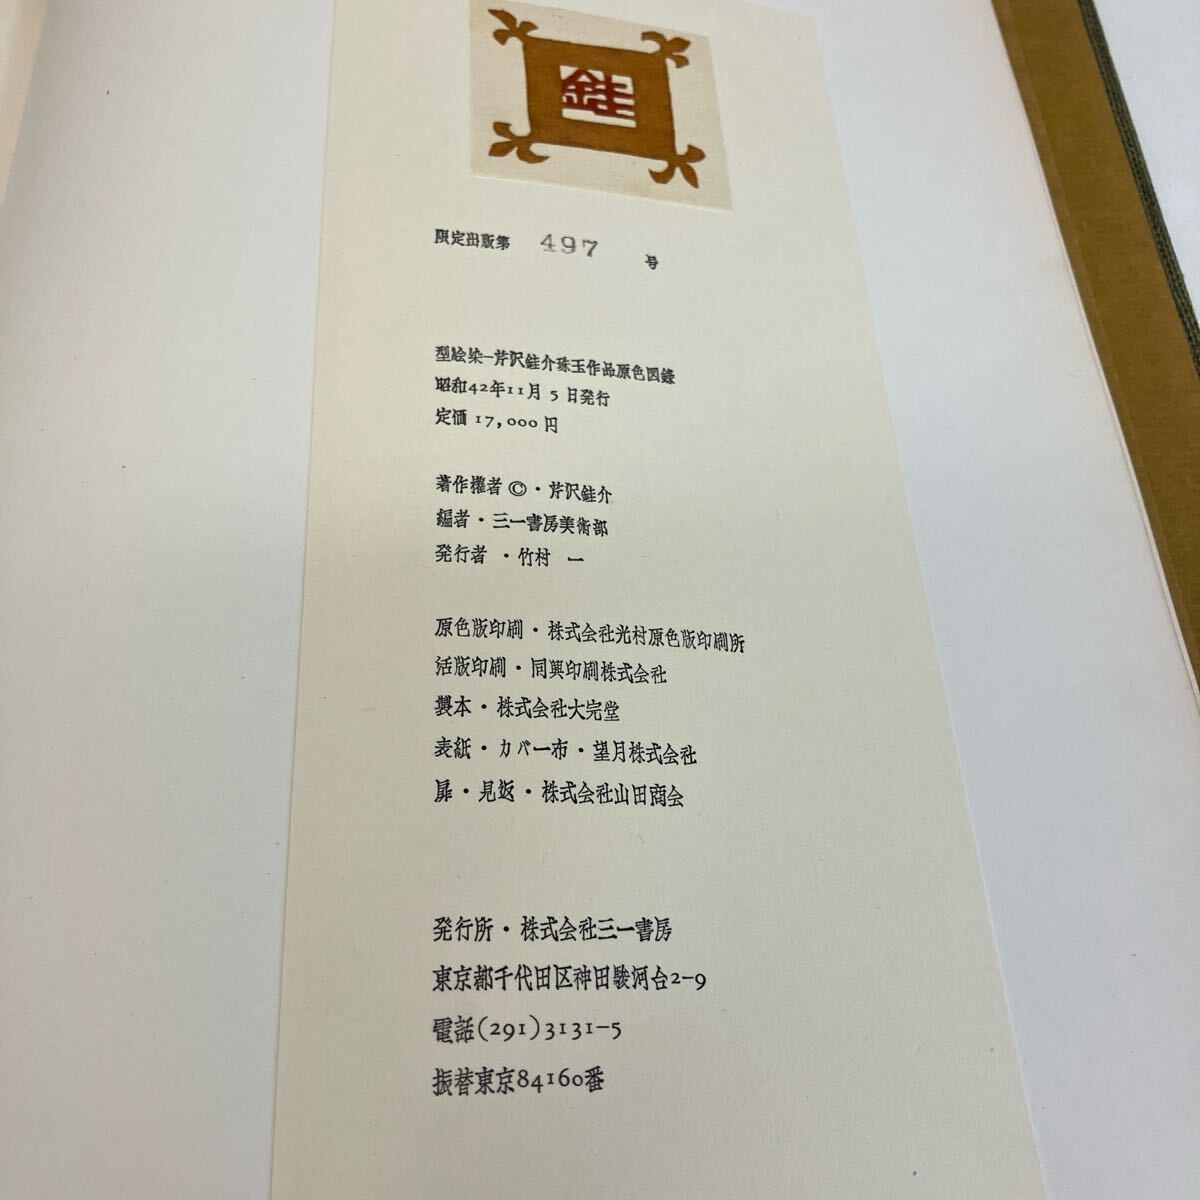 銈
限定出版第 497 号
型絵染−芹沢銈介珠玉作品原色図録
昭和42年11月 5 日発行
定価 17,000 円
著作権者 ©・芹沢銈介
編者・三一書房美術部
発行者 ・竹村 一
原色版印刷・株式会社光村原色版印刷所
活版印刷・同興印刷株式会社
製本・株式会社大完堂
表紙・カバー布・望月株式会社
扉・見返・株式会社山田商会
発行所・株式会社三一書房
東京都千代田区神田駿河台2−9
電話(291)3131−5
振替東京84160番